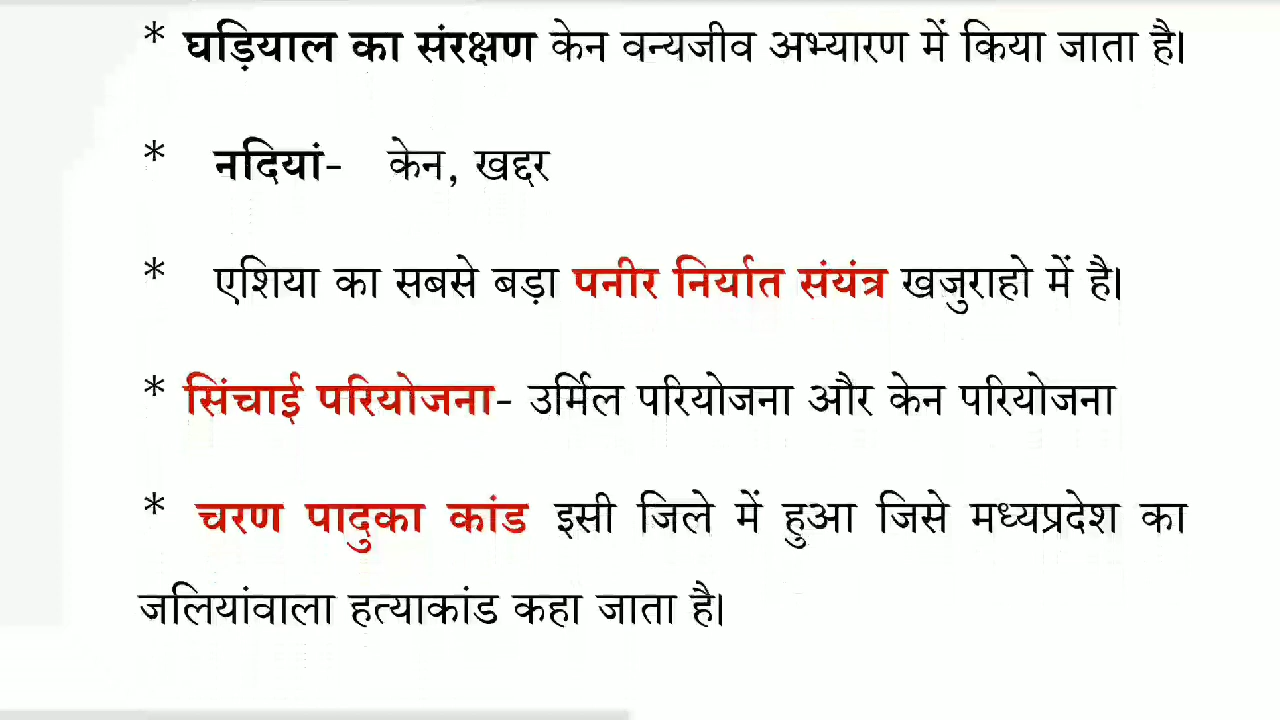 * घड़ियाल का संरक्षण केन वन्यजीव अभ्यारण में किया जाता है।
* नदियां- केन, खद्दर
* एशिया का सबसे बड़ा पनीर निर्यात संयंत्र खजुराहो में है।
* सिंचाई परियोजना- उर्मिल परियोजना और केन परियोजना
* चरण पादुका कांड इसी जिले में हुआ जिसे मध्यप्रदेश का
जलियांवाला हत्याकांड कहा जाता है।